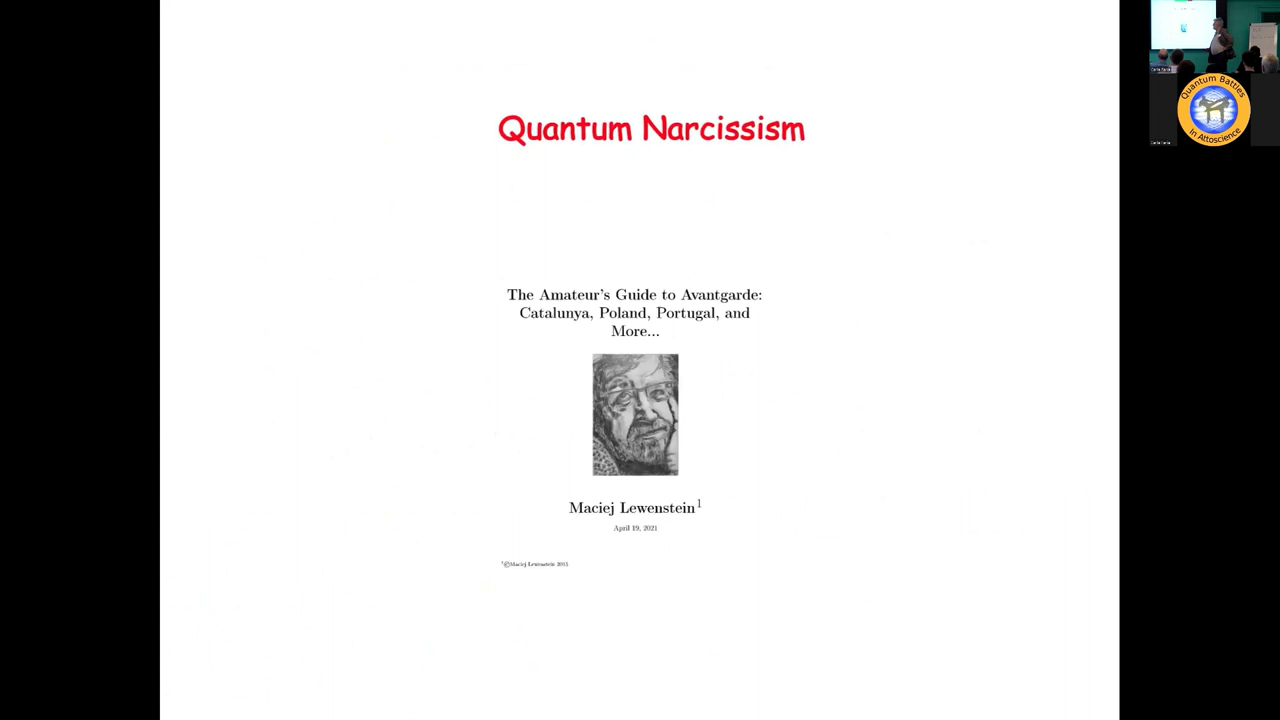 Quantum Narcissism
The Amateur's Guide to Avantgarde:
Catalunya, Poland, Portugal, and
More...
Maciej Lewenstein¹
April 19, 2021
¹©Maciej Lewenstein 2015
Quantum Battles
In Attoscience